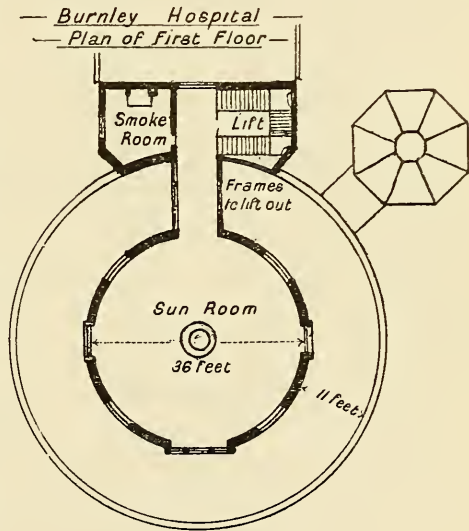 Burnley Hospital
Plan of First Floor
Smoke
Room
Lift
Frames
to lift out
Sun Room
36 feet
11 feet